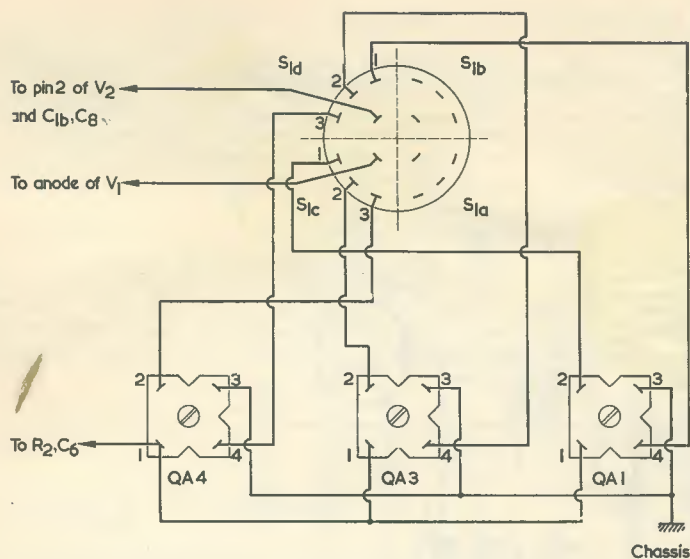 S1d
1
S1b
2
To pin 2 of V2
and C1b, C8
3
1
To anode of V1
S1c
2
S1a
3
2
3
2
3
2
3
To R2, C6
1
4
1
4
1
4
QA4
QA3
QA1
Chassis